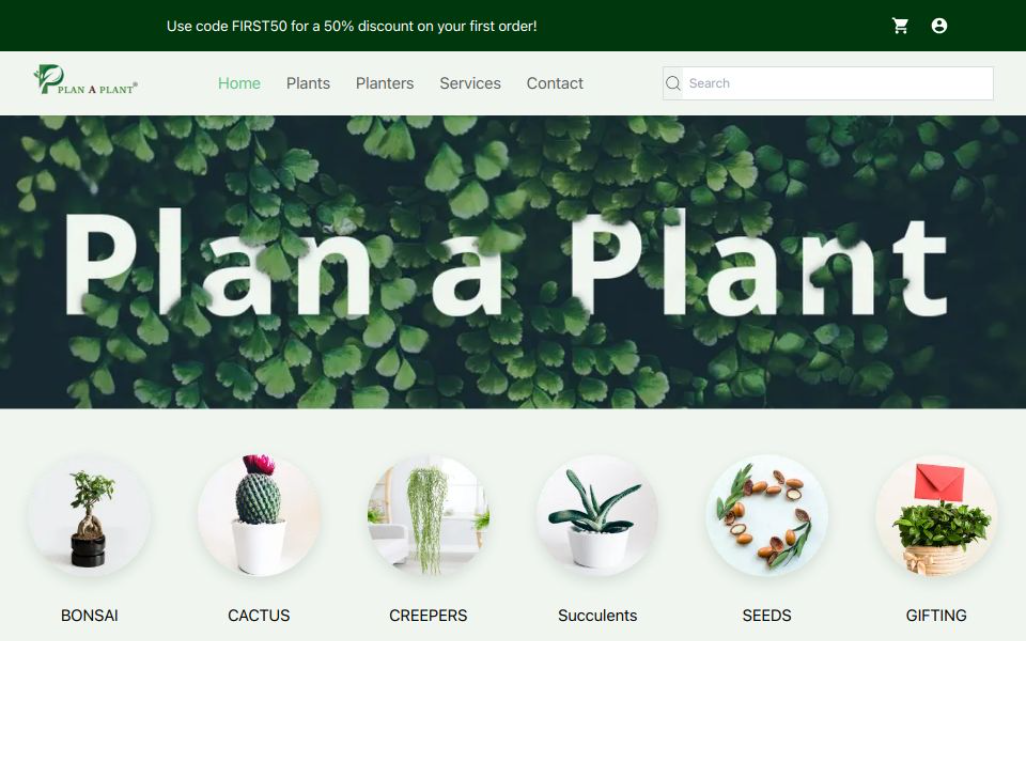 Use code FIRST50 for a 50% discount on your first order!
PLAN A PLANT®
Home Plants Planters Services Contact
Search
Plan a Plant
BONSAI CACTUS CREEPERS Succulents SEEDS GIFTING